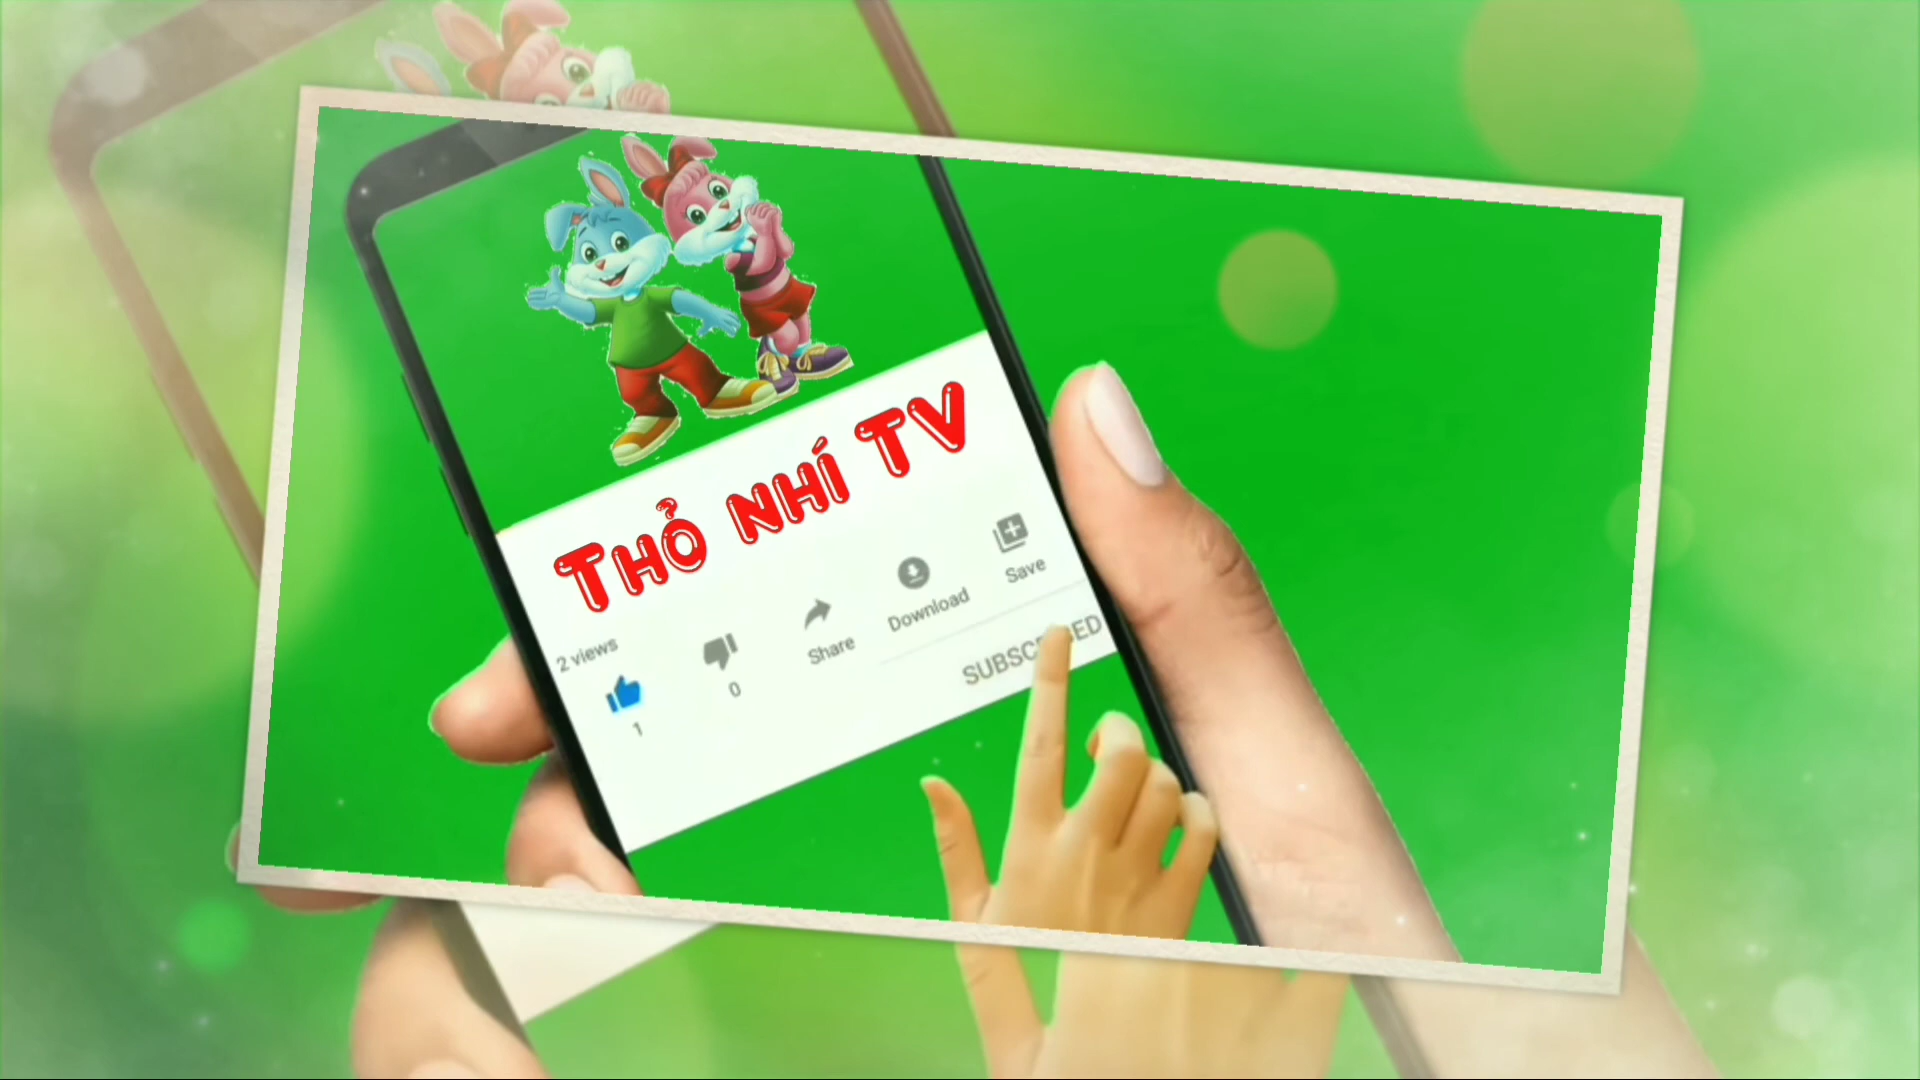 THỎ NHÍ TV
2 views
1
0
Share
Download
Save